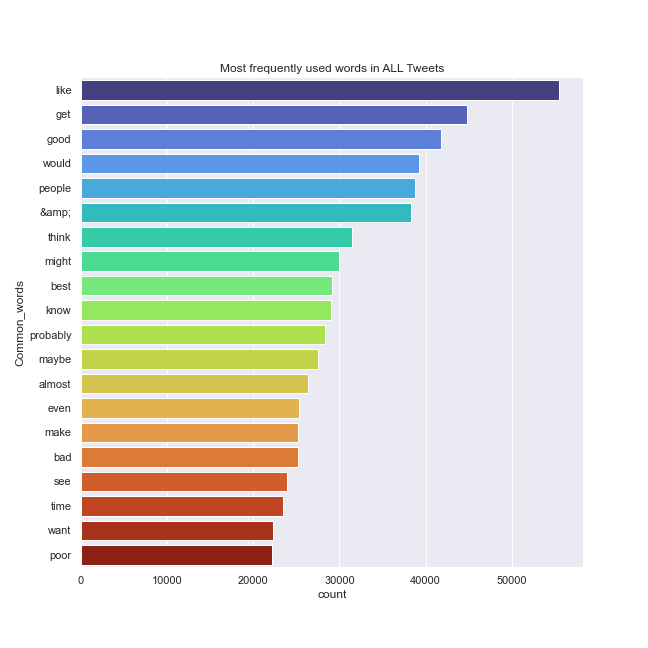 Most frequently used words in ALL Tweets
Common_words
like
get
good
would
people
&amp;
think
might
best
know
probably
maybe
almost
even
make
bad
see
time
want
poor
0 10000 20000 30000 40000 50000
count